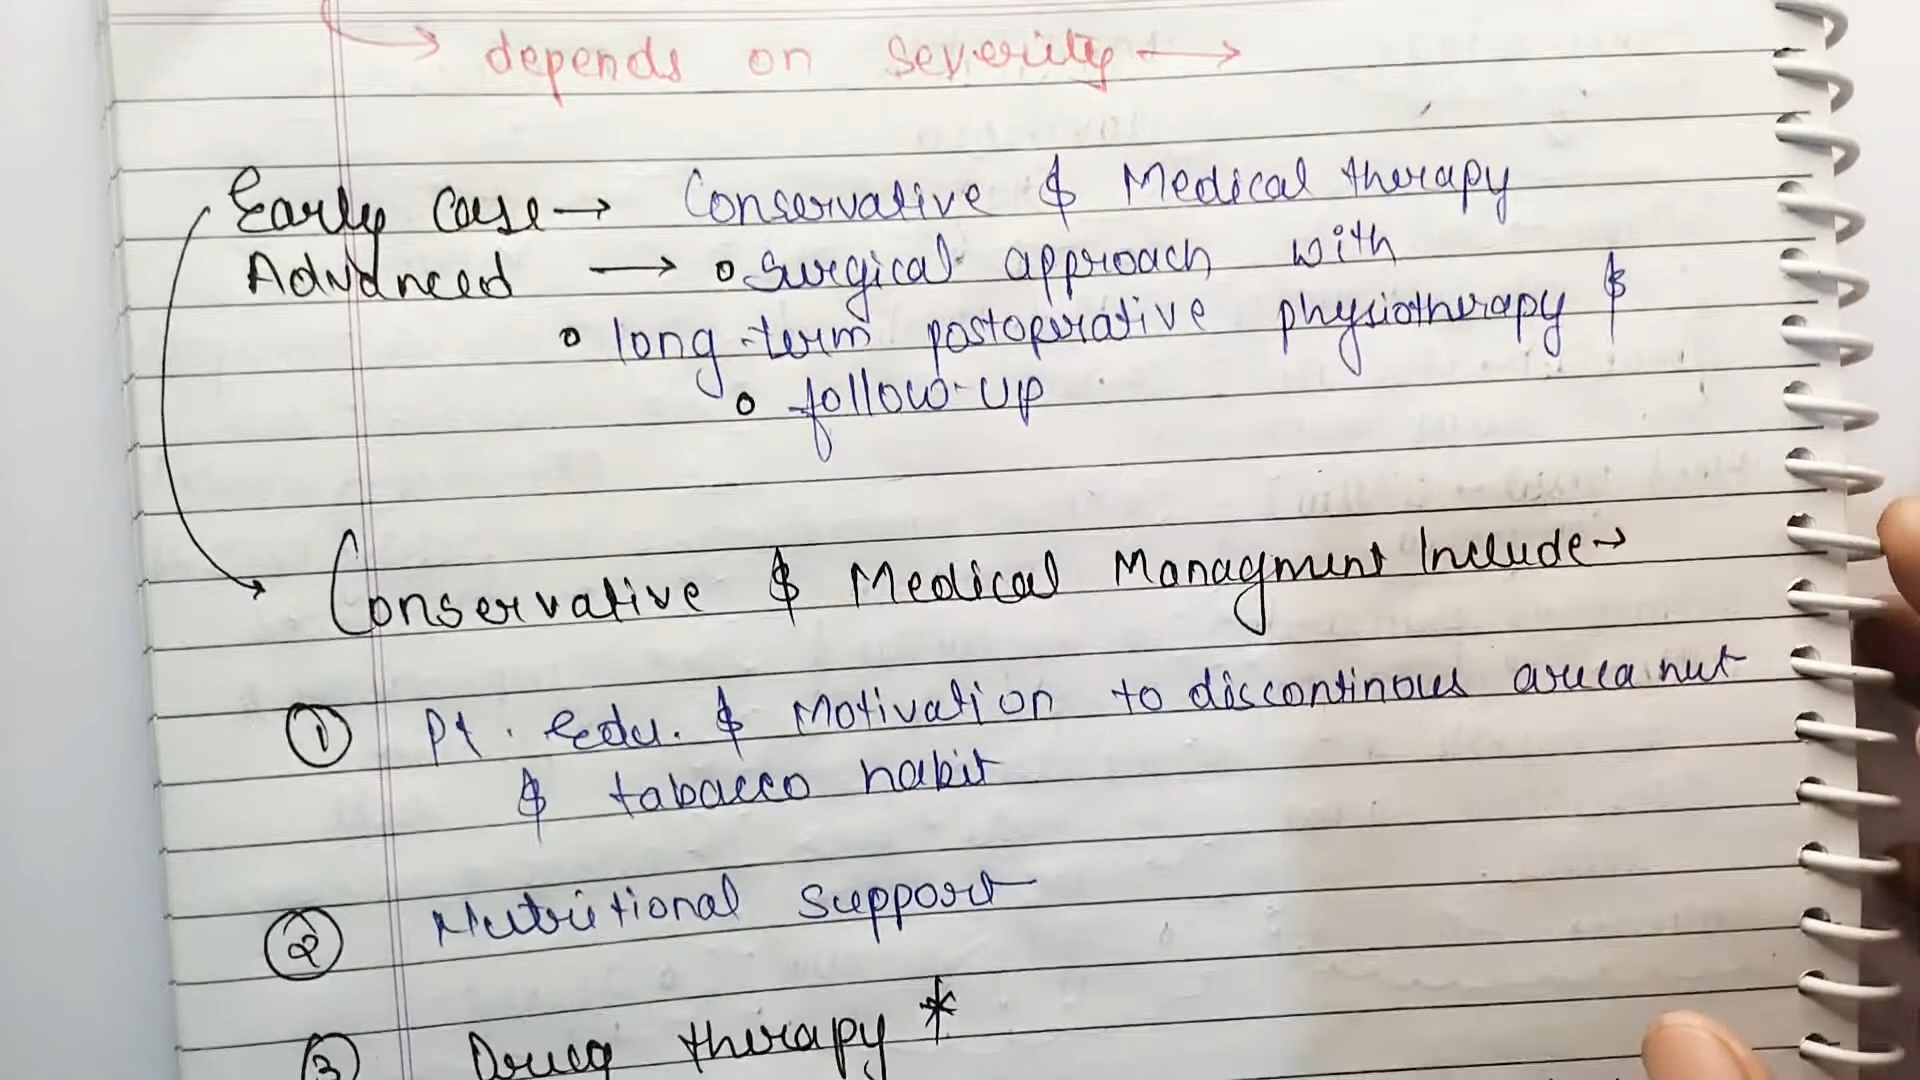 → depends on severity →
Early case → Conservative & Medical therapy
Advanced → o surgical approach with
o long-term postoperative physiotherapy &
o follow-up
Conservative & Medical Managment Include →
① Pt. edu. & Motivation to discontinous areca nut
& tabacco habit
② Nutritional support
③ Drug therapy *